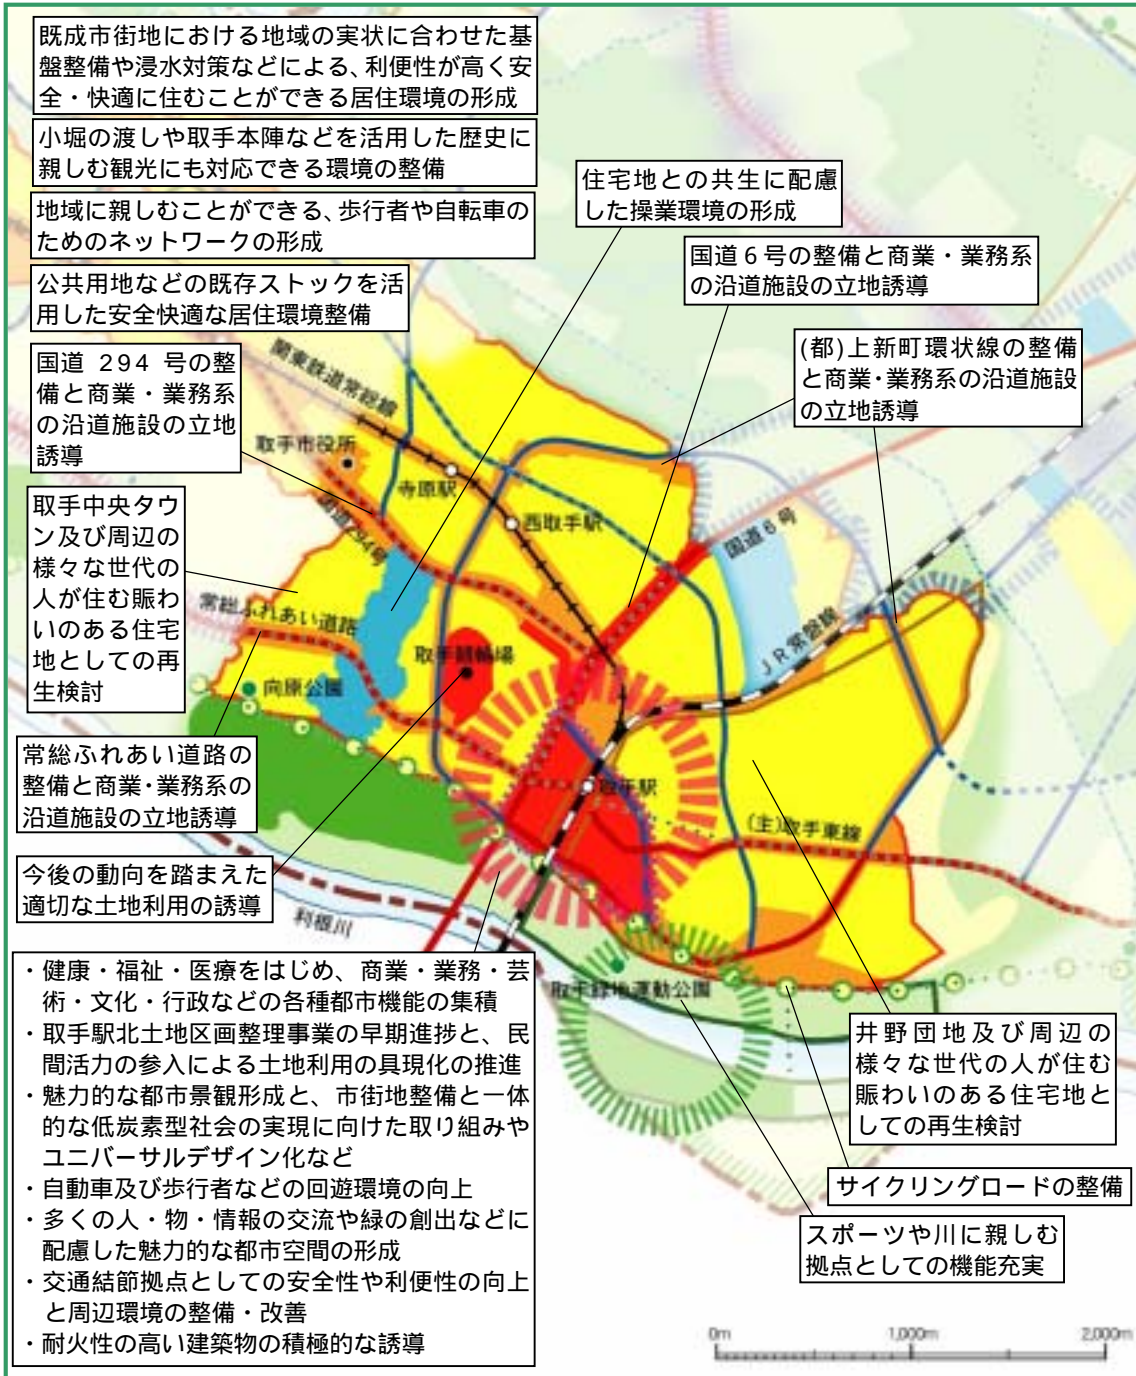 既成市街地における地域の実状に合わせた基
盤整備や浸水対策などによる、利便性が高く安
全・快適に住むことができる居住環境の形成
小堀の渡しや取手本陣などを活用した歴史に
親しむ観光にも対応できる環境の整備
地域に親しむことができる、歩行者や自転車の
ためのネットワークの形成
公共用地などの既存ストックを活
用した安全快適な居住環境整備
国道 294 号の整
備と商業・業務系
の沿道施設の立地
誘導
取手中央タウ
ン及び周辺の
様々な世代の
人が住む賑わ
いのある住宅
地としての再
生検討
常総ふれあい道路の
整備と商業・業務系の
沿道施設の立地誘導
今後の動向を踏まえた
適切な土地利用の誘導
住宅地との共生に配慮
した操業環境の形成
国道６号の整備と商業・業務系
の沿道施設の立地誘導
(都)上新町環状線の整備
と商業・業務系の沿道施設
の立地誘導
関東鉄道常総線
取手市役所
寺原駅
西取手駅
国道294号
国道６号
常総ふれあい道路
取手競輪場
向原公園
ＪＲ常磐線
取手駅
(主)取手東線
利根川
取手緑地運動公園
・健康・福祉・医療をはじめ、商業・業務・芸
術・文化・行政などの各種都市機能の集積
・取手駅北土地区画整理事業の早期進捗と、民
間活力の参入による土地利用の具現化の推進
・魅力的な都市景観形成と、市街地整備と一体
的な低炭素型社会の実現に向けた取り組みや
ユニバーサルデザイン化など
・自動車及び歩行者などの回遊環境の向上
・多くの人・物・情報の交流や緑の創出などに
配慮した魅力的な都市空間の形成
・交通結節拠点としての安全性や利便性の向上
と周辺環境の整備・改善
・耐火性の高い建築物の積極的な誘導
井野団地及び周辺の
様々な世代の人が住む
賑わいのある住宅地と
しての再生検討
サイクリングロードの整備
スポーツや川に親しむ
拠点としての機能充実
0m 1,000m 2,000m